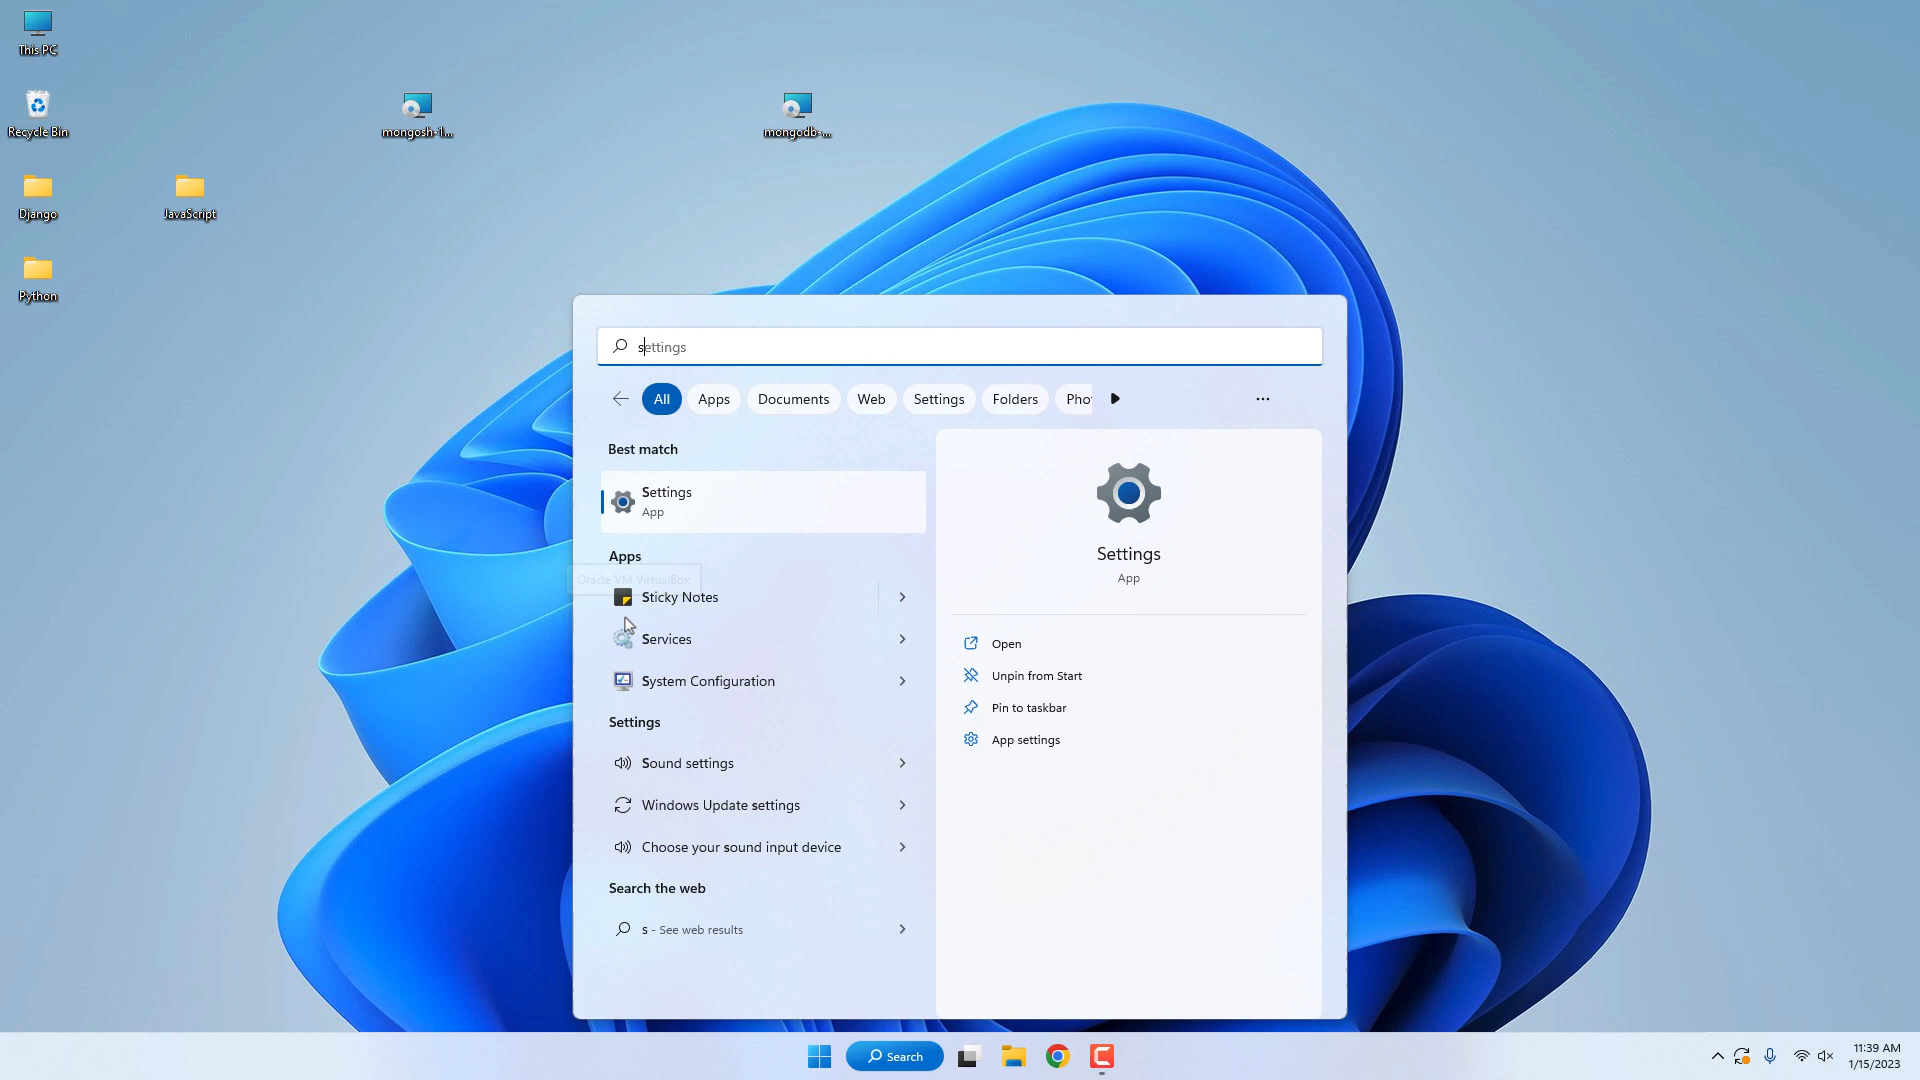 This PC
Recycle Bin
mongosh-1...
mongodb-...
Django
JavaScript
Python
settings
All
Apps
Documents
Web
Settings
Folders
Pho
Best match
Settings
App
Apps
Oracle VM VirtualBox
Sticky Notes
Services
System Configuration
Settings
Sound settings
Windows Update settings
Choose your sound input device
Search the web
s - See web results
Settings
App
Open
Unpin from Start
Pin to taskbar
App settings
Search
11:39 AM
1/15/2023